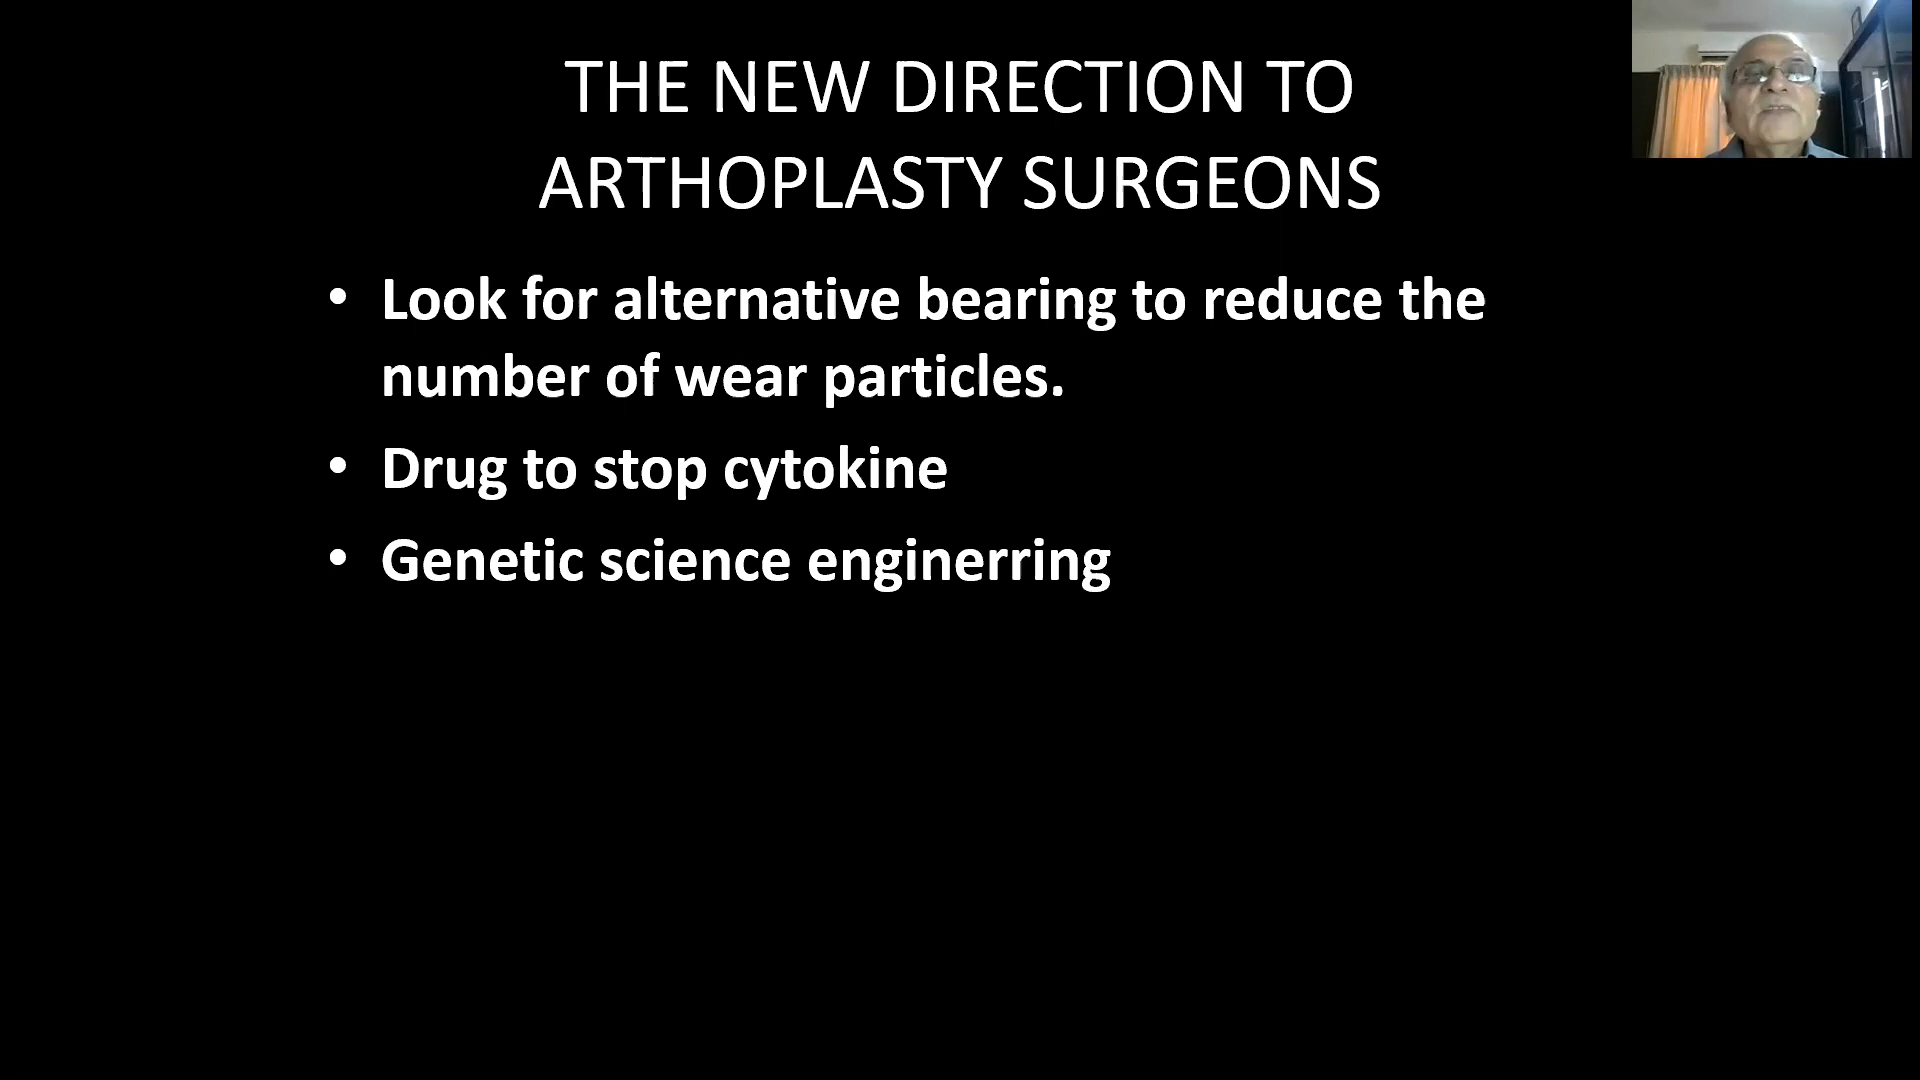 THE NEW DIRECTION TO
ARTHOPLASTY SURGEONS
• Look for alternative bearing to reduce the
number of wear particles.
• Drug to stop cytokine
• Genetic science enginerring